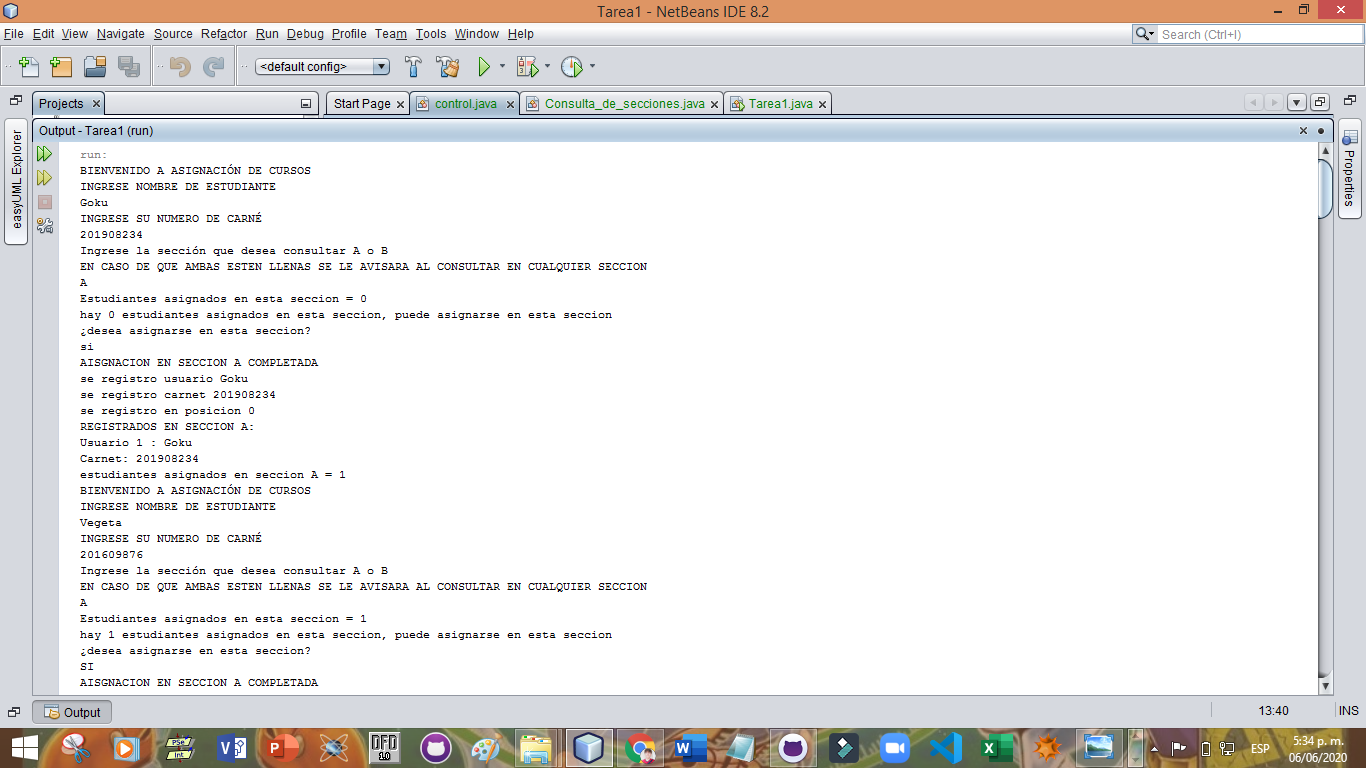 Tarea1 - NetBeans IDE 8.2
File Edit View Navigate Source Refactor Run Debug Profile Team Tools Window Help
Search (Ctrl+I)
<default config>
Projects
Start Page
control.java
Consulta_de_secciones.java
Tarea1.java
Output - Tarea1 (run)
easyUML Explorer
Properties
run:
BIENVENIDO A ASIGNACIÓN DE CURSOS
INGRESE NOMBRE DE ESTUDIANTE
Goku
INGRESE SU NUMERO DE CARNÉ
201908234
Ingrese la sección que desea consultar A o B
EN CASO DE QUE AMBAS ESTEN LLENAS SE LE AVISARA AL CONSULTAR EN CUALQUIER SECCION
A
Estudiantes asignados en esta seccion = 0
hay 0 estudiantes asignados en esta seccion, puede asignarse en esta seccion
¿desea asignarse en esta seccion?
si
AISGNACION EN SECCION A COMPLETADA
se registro usuario Goku
se registro carnet 201908234
se registro en posicion 0
REGISTRADOS EN SECCION A:
Usuario 1 : Goku
Carnet: 201908234
estudiantes asignados en seccion A = 1
BIENVENIDO A ASIGNACIÓN DE CURSOS
INGRESE NOMBRE DE ESTUDIANTE
Vegeta
INGRESE SU NUMERO DE CARNÉ
201609876
Ingrese la sección que desea consultar A o B
EN CASO DE QUE AMBAS ESTEN LLENAS SE LE AVISARA AL CONSULTAR EN CUALQUIER SECCION
A
Estudiantes asignados en esta seccion = 1
hay 1 estudiantes asignados en esta seccion, puede asignarse en esta seccion
¿desea asignarse en esta seccion?
SI
AISGNACION EN SECCION A COMPLETADA
Output
13:40
INS
PSe
Int
DFD
1.0
ESP
5:34 p. m.
06/06/2020